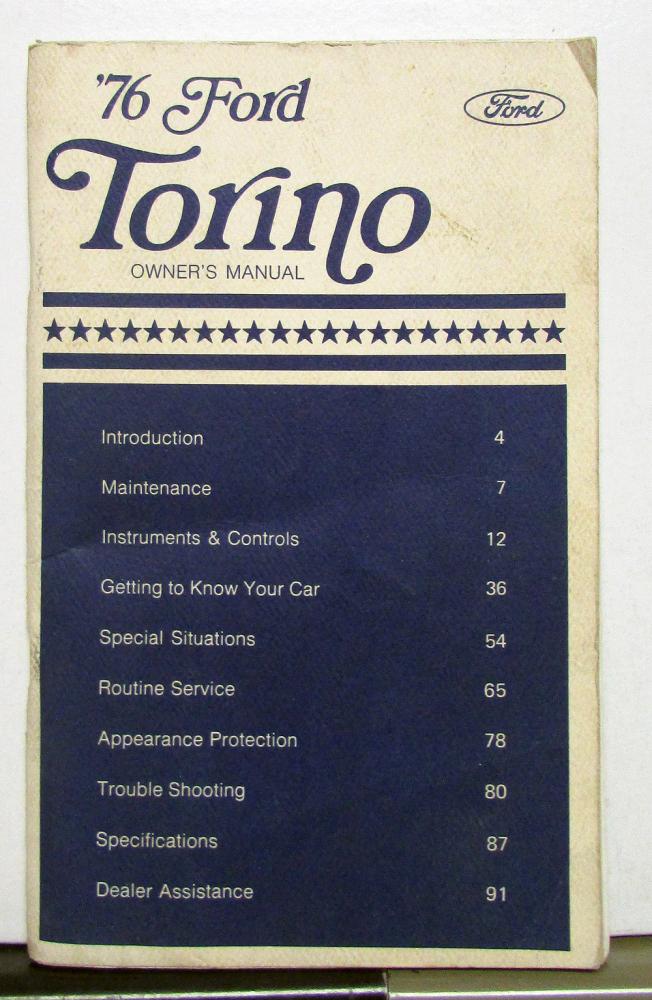 '76 Ford
Ford
Torino
OWNER'S MANUAL
Introduction 4
Maintenance 7
Instruments & Controls 12
Getting to Know Your Car 36
Special Situations 54
Routine Service 65
Appearance Protection 78
Trouble Shooting 80
Specifications 87
Dealer Assistance 91